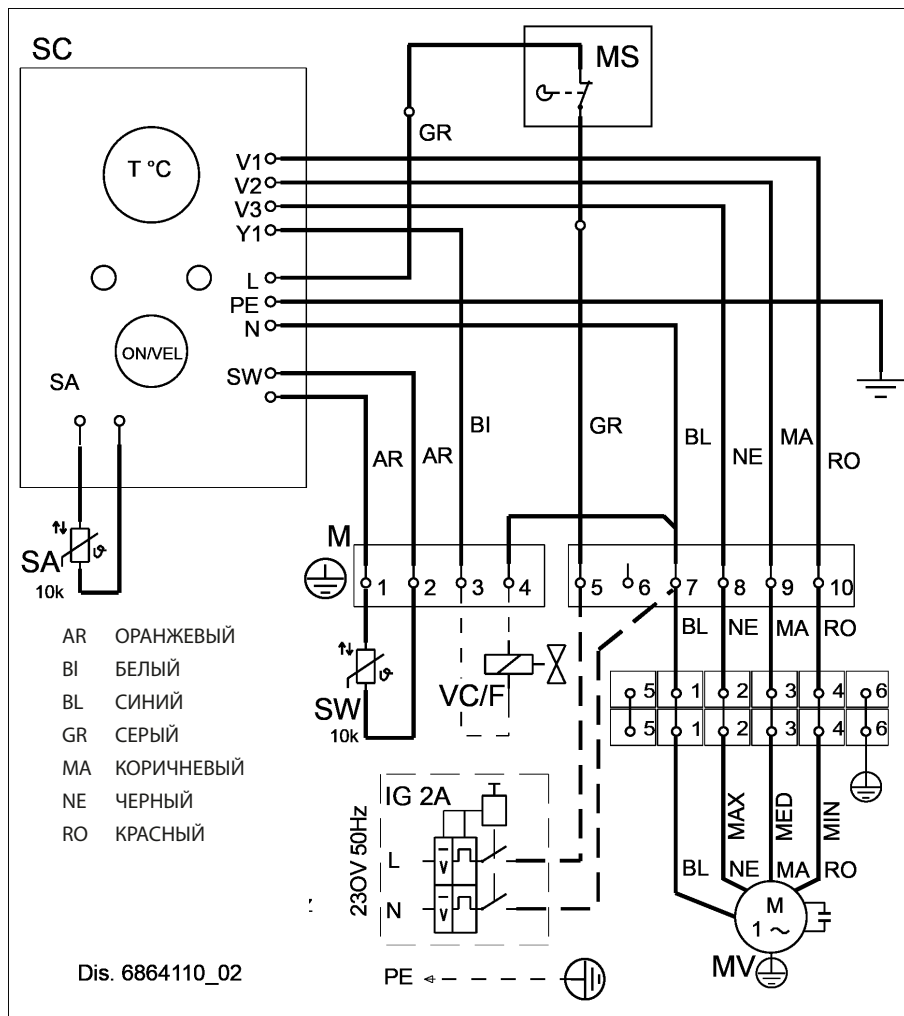 SC
MS
GR
T °C
V1
V2
V3
Y1
L
PE
N
ON/VEL
SW
SA
BI
GR
BL
MA
AR
AR
NE
RO
M
SA
10k
1
2
3
4
5
6
7
8
9
10
BL
NE
MA
RO
SW
10k
VC/F
5
1
2
3
4
6
5
1
2
3
4
6
AR ОРАНЖЕВЫЙ
BI БЕЛЫЙ
BL СИНИЙ
GR СЕРЫЙ
MA КОРИЧНЕВЫЙ
NE ЧЕРНЫЙ
RO КРАСНЫЙ
IG 2A
230V 50Hz
L
N
MAX
MED
MIN
BL
NE
MA
RO
M
1 ~
MV
PE
Dis. 6864110_02